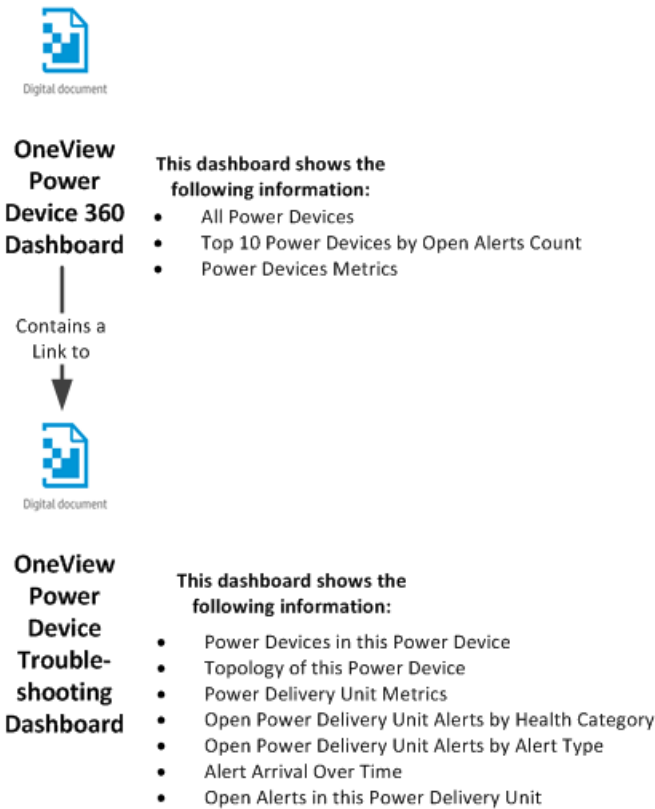 Digital document
OneView
Power
Device 360
Dashboard
This dashboard shows the
following information:
• All Power Devices
• Top 10 Power Devices by Open Alerts Count
• Power Devices Metrics
Contains a
Link to
Digital document
OneView
Power
Device
Trouble-
shooting
Dashboard
This dashboard shows the
following information:
• Power Devices in this Power Device
• Topology of this Power Device
• Power Delivery Unit Metrics
• Open Power Delivery Unit Alerts by Health Category
• Open Power Delivery Unit Alerts by Alert Type
• Alert Arrival Over Time
• Open Alerts in this Power Delivery Unit